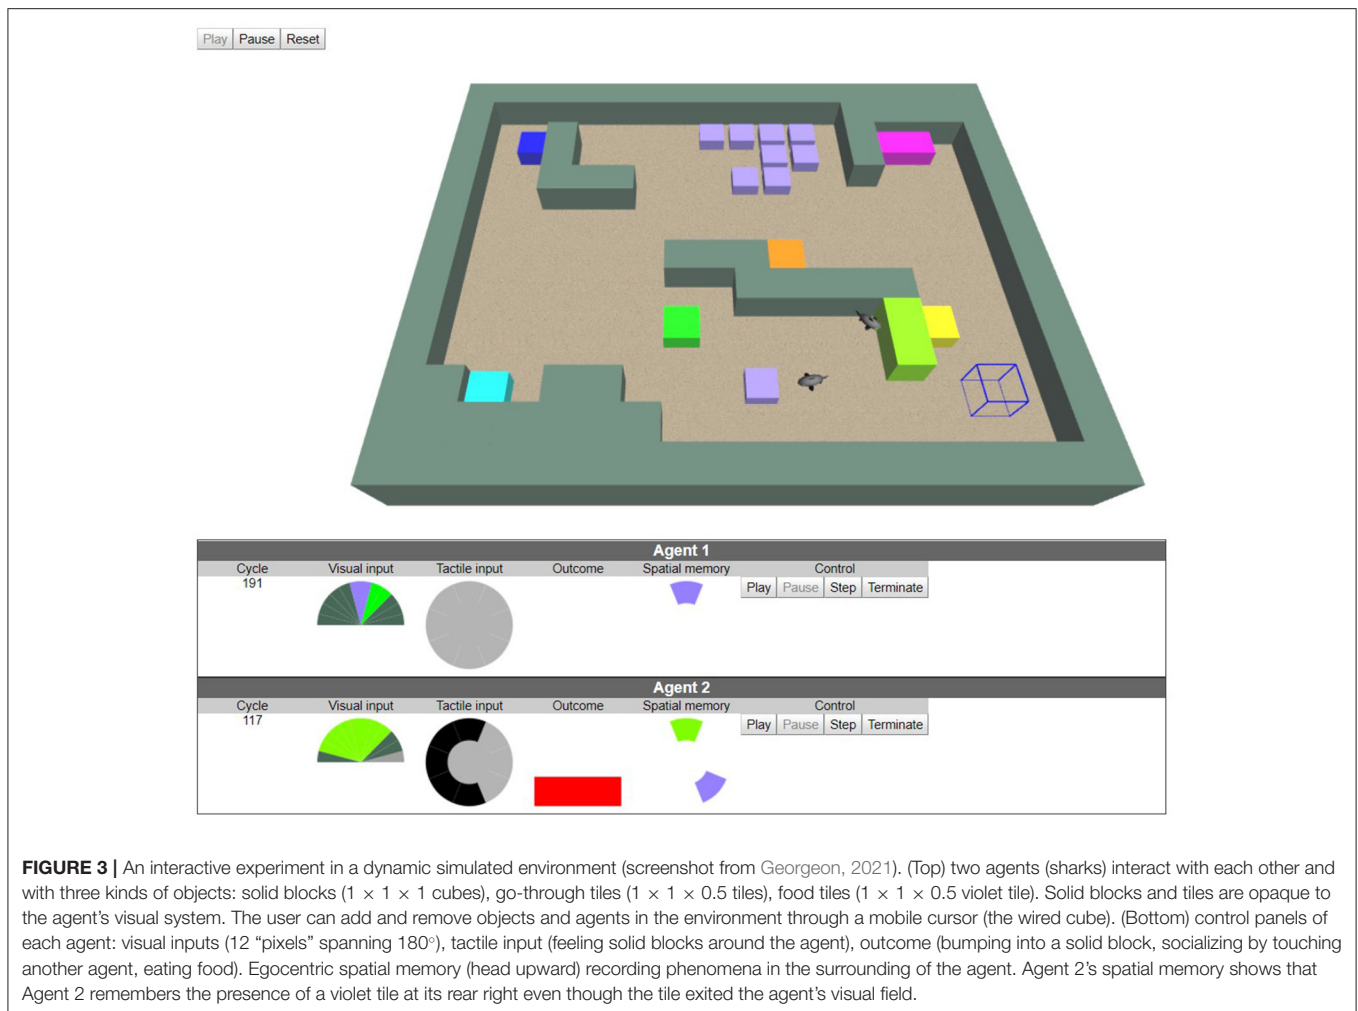 Play Pause Reset
Agent 1
Cycle Visual input Tactile input Outcome Spatial memory Control
191
Play Pause Step Terminate
Agent 2
Cycle Visual input Tactile input Outcome Spatial memory Control
117
Play Pause Step Terminate
FIGURE 3 | An interactive experiment in a dynamic simulated environment (screenshot from Georgeon, 2021). (Top) two agents (sharks) interact with each other and
with three kinds of objects: solid blocks (1 × 1 × 1 cubes), go-through tiles (1 × 1 × 0.5 tiles), food tiles (1 × 1 × 0.5 violet tile). Solid blocks and tiles are opaque to
the agent's visual system. The user can add and remove objects and agents in the environment through a mobile cursor (the wired cube). (Bottom) control panels of
each agent: visual inputs (12 “pixels” spanning 180°), tactile input (feeling solid blocks around the agent), outcome (bumping into a solid block, socializing by touching
another agent, eating food). Egocentric spatial memory (head upward) recording phenomena in the surrounding of the agent. Agent 2's spatial memory shows that
Agent 2 remembers the presence of a violet tile at its rear right even though the tile exited the agent's visual field.